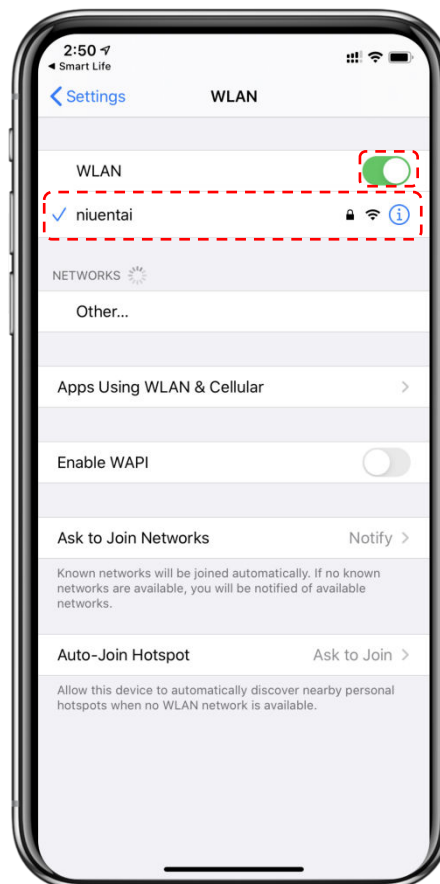 2:50
Smart Life
Settings
WLAN
WLAN
niuentai
NETWORKS
Other...
Apps Using WLAN & Cellular
Enable WAPI
Ask to Join Networks Notify
Known networks will be joined automatically. If no known
networks are available, you will be notified of available
networks.
Auto-Join Hotspot Ask to Join
Allow this device to automatically discover nearby personal
hotspots when no WLAN network is available.